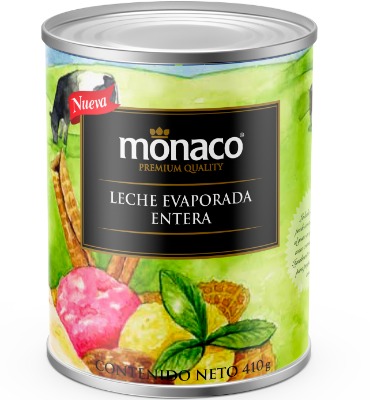 Nueva
monaco
PREMIUM QUALITY
LECHE EVAPORADA
ENTERA
CONTENIDO NETO 410g